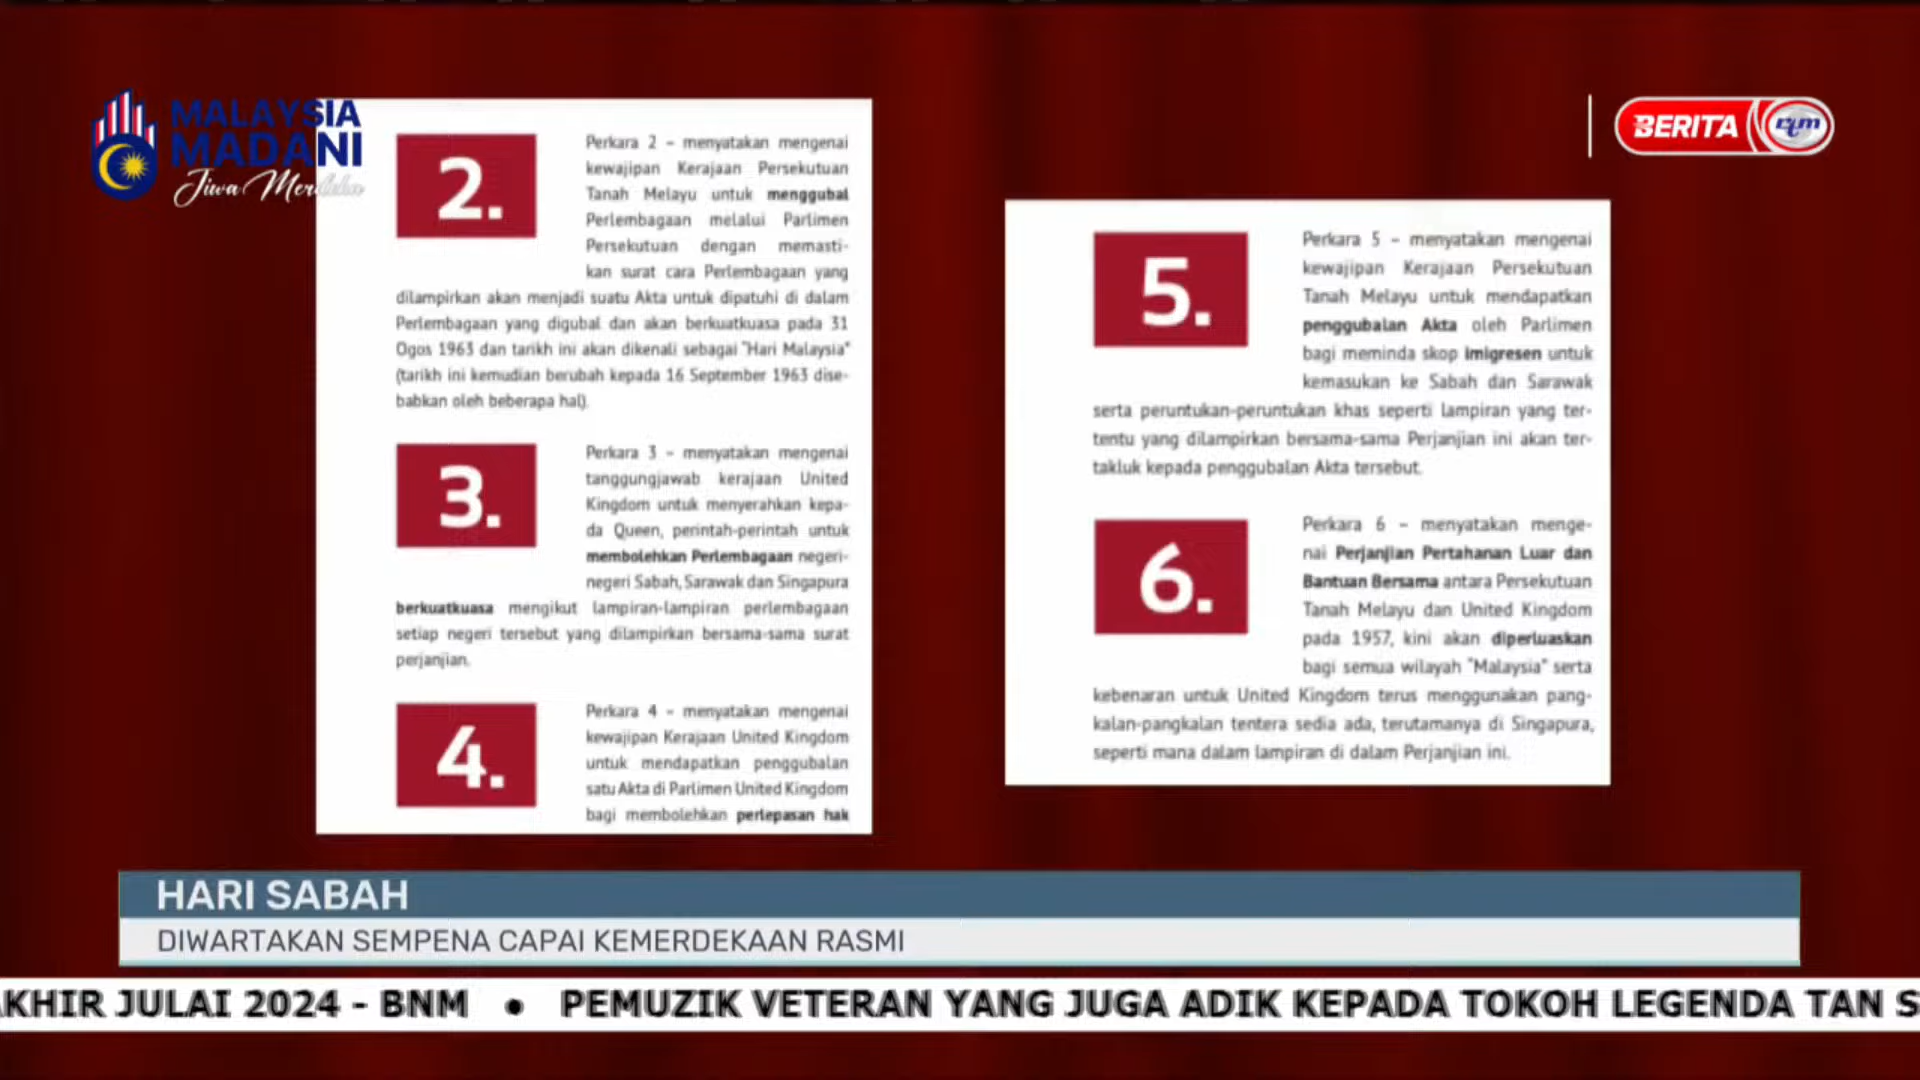 MALAYSIA
MADANI
Jiwa Merdeka
BERITA rtm
2.
Perkara 2 – menyatakan mengenai
kewajipan Kerajaan Persekutuan
Tanah Melayu untuk menggubal
Perlembagaan melalui Parlimen
Persekutuan dengan memasti-
kan surat cara Perlembagaan yang
dilampirkan akan menjadi suatu Akta untuk dipatuhi di dalam
Perlembagaan yang digubal dan akan berkuatkuasa pada 31
Ogos 1963 dan tarikh ini akan dikenali sebagai "Hari Malaysia"
(tarikh ini kemudian berubah kepada 16 September 1963 dise-
babkan oleh beberapa hal).
3.
Perkara 3 – menyatakan mengenai
tanggungjawab kerajaan United
Kingdom untuk menyerahkan kepa-
da Queen, perintah-perintah untuk
membolehkan Perlembagaan negeri-
negeri Sabah, Sarawak dan Singapura
berkuatkuasa mengikut lampiran-lampiran perlembagaan
setiap negeri tersebut yang dilampirkan bersama-sama surat
perjanjian.
4.
Perkara 4 – menyatakan mengenai
kewajipan Kerajaan United Kingdom
untuk mendapatkan penggubalan
satu Akta di Parlimen United Kingdom
bagi membolehkan perlepasan hak
5.
Perkara 5 – menyatakan mengenai
kewajipan Kerajaan Persekutuan
Tanah Melayu untuk mendapatkan
penggubalan Akta oleh Parlimen
bagi meminda skop imigresen untuk
kemasukan ke Sabah dan Sarawak
serta peruntukan-peruntukan khas seperti lampiran yang ter-
tentu yang dilampirkan bersama-sama Perjanjian ini akan ter-
takluk kepada penggubalan Akta tersebut.
6.
Perkara 6 – menyatakan menge-
nai Perjanjian Pertahanan Luar dan
Bantuan Bersama antara Persekutuan
Tanah Melayu dan United Kingdom
pada 1957, kini akan diperluaskan
bagi semua wilayah "Malaysia" serta
kebenaran untuk United Kingdom terus menggunakan pang-
kalan-pangkalan tentera sedia ada, terutamanya di Singapura,
seperti mana dalam lampiran di dalam Perjanjian ini.
HARI SABAH
DIWARTAKAN SEMPENA CAPAI KEMERDEKAAN RASMI
AKHIR JULAI 2024 - BNM • PEMUZIK VETERAN YANG JUGA ADIK KEPADA TOKOH LEGENDA TAN S